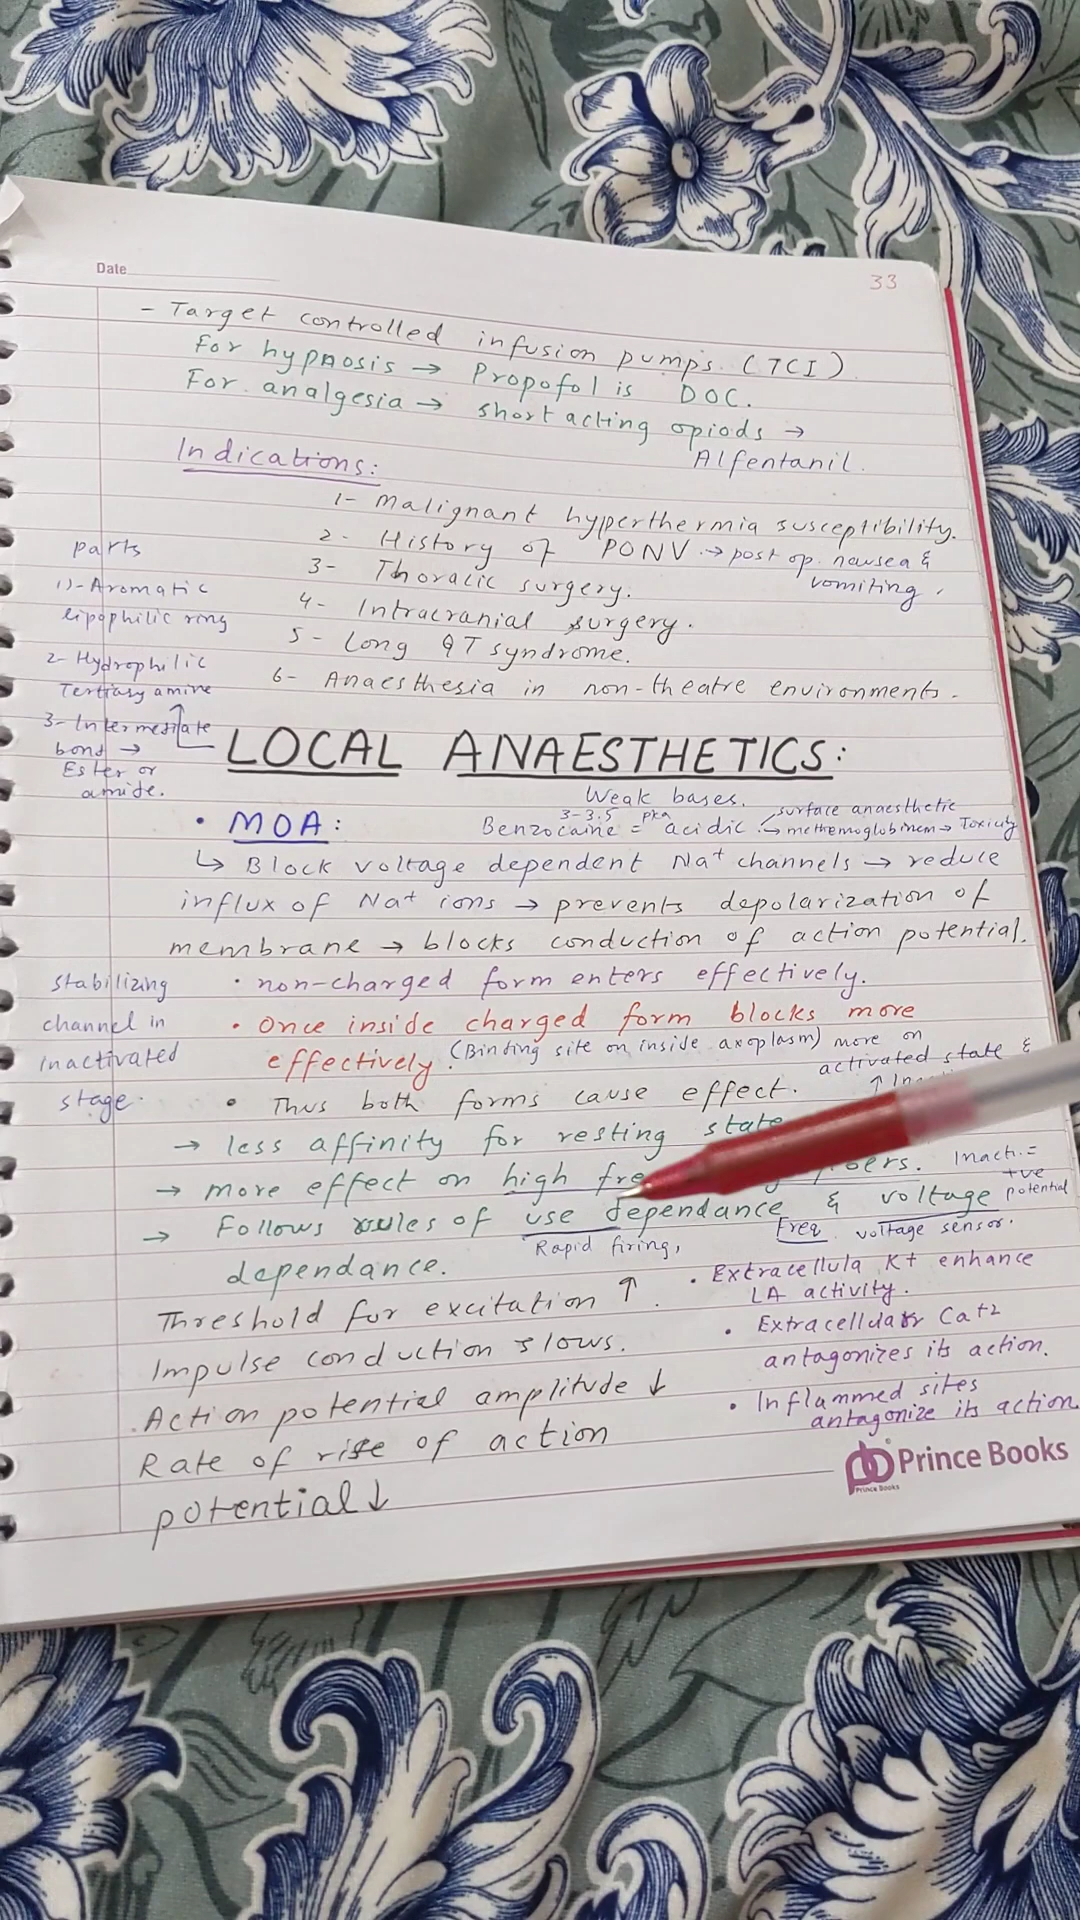 Date
33
- Target controlled infusion pumps. (TCI)
For hypnosis → Propofol is DOC.
For analgesia → short acting opiods →
Alfentanil.
Indications:
1- Malignant hyperthermia susceptibility.
2- History of PONV → post op. nausea &
vomiting.
3- Thoracic surgery.
4- Intracranial surgery.
5- Long QT syndrome.
6- Anaesthesia in non-theatre environments.
parts
1)- Aromatic
lipophilic ring
2- Hydrophilic
Tertiary amine
3- Intermediate
bond →
Ester or
amide.
LOCAL ANAESTHETICS:
Weak bases.
• MOA:
3-3.5 pka surface anaesthetic
Benzocaine = acidic → methemoglobinem → Toxicity
↳ Block voltage dependent Na+ channels → reduce
influx of Na+ ions → prevents depolarization of
membrane → blocks conduction of action potential.
• non-charged form enters effectively.
• Once inside charged form blocks more
effectively. (Binding site on inside axoplasm) more on
activated state &
↑
stabilizing
channel in
inactivated
stage.
• Thus both forms cause effect.
→ less affinity for resting state
→ more effect on high
Inact. =
+ve
potential
→ Follows rules of use dependance & voltage
Rapid firing, Freq. voltage sensor.
dependance.
Threshold for excitation ↑.
Impulse conduction slows.
Action potential amplitude ↓
Rate of rise of action
potential ↓
• Extracellula K+ enhance
LA activity.
• Extracellular Ca+2
antagonizes its action.
• Inflammed sites
antagonize its action
Prince Books
Prince Books